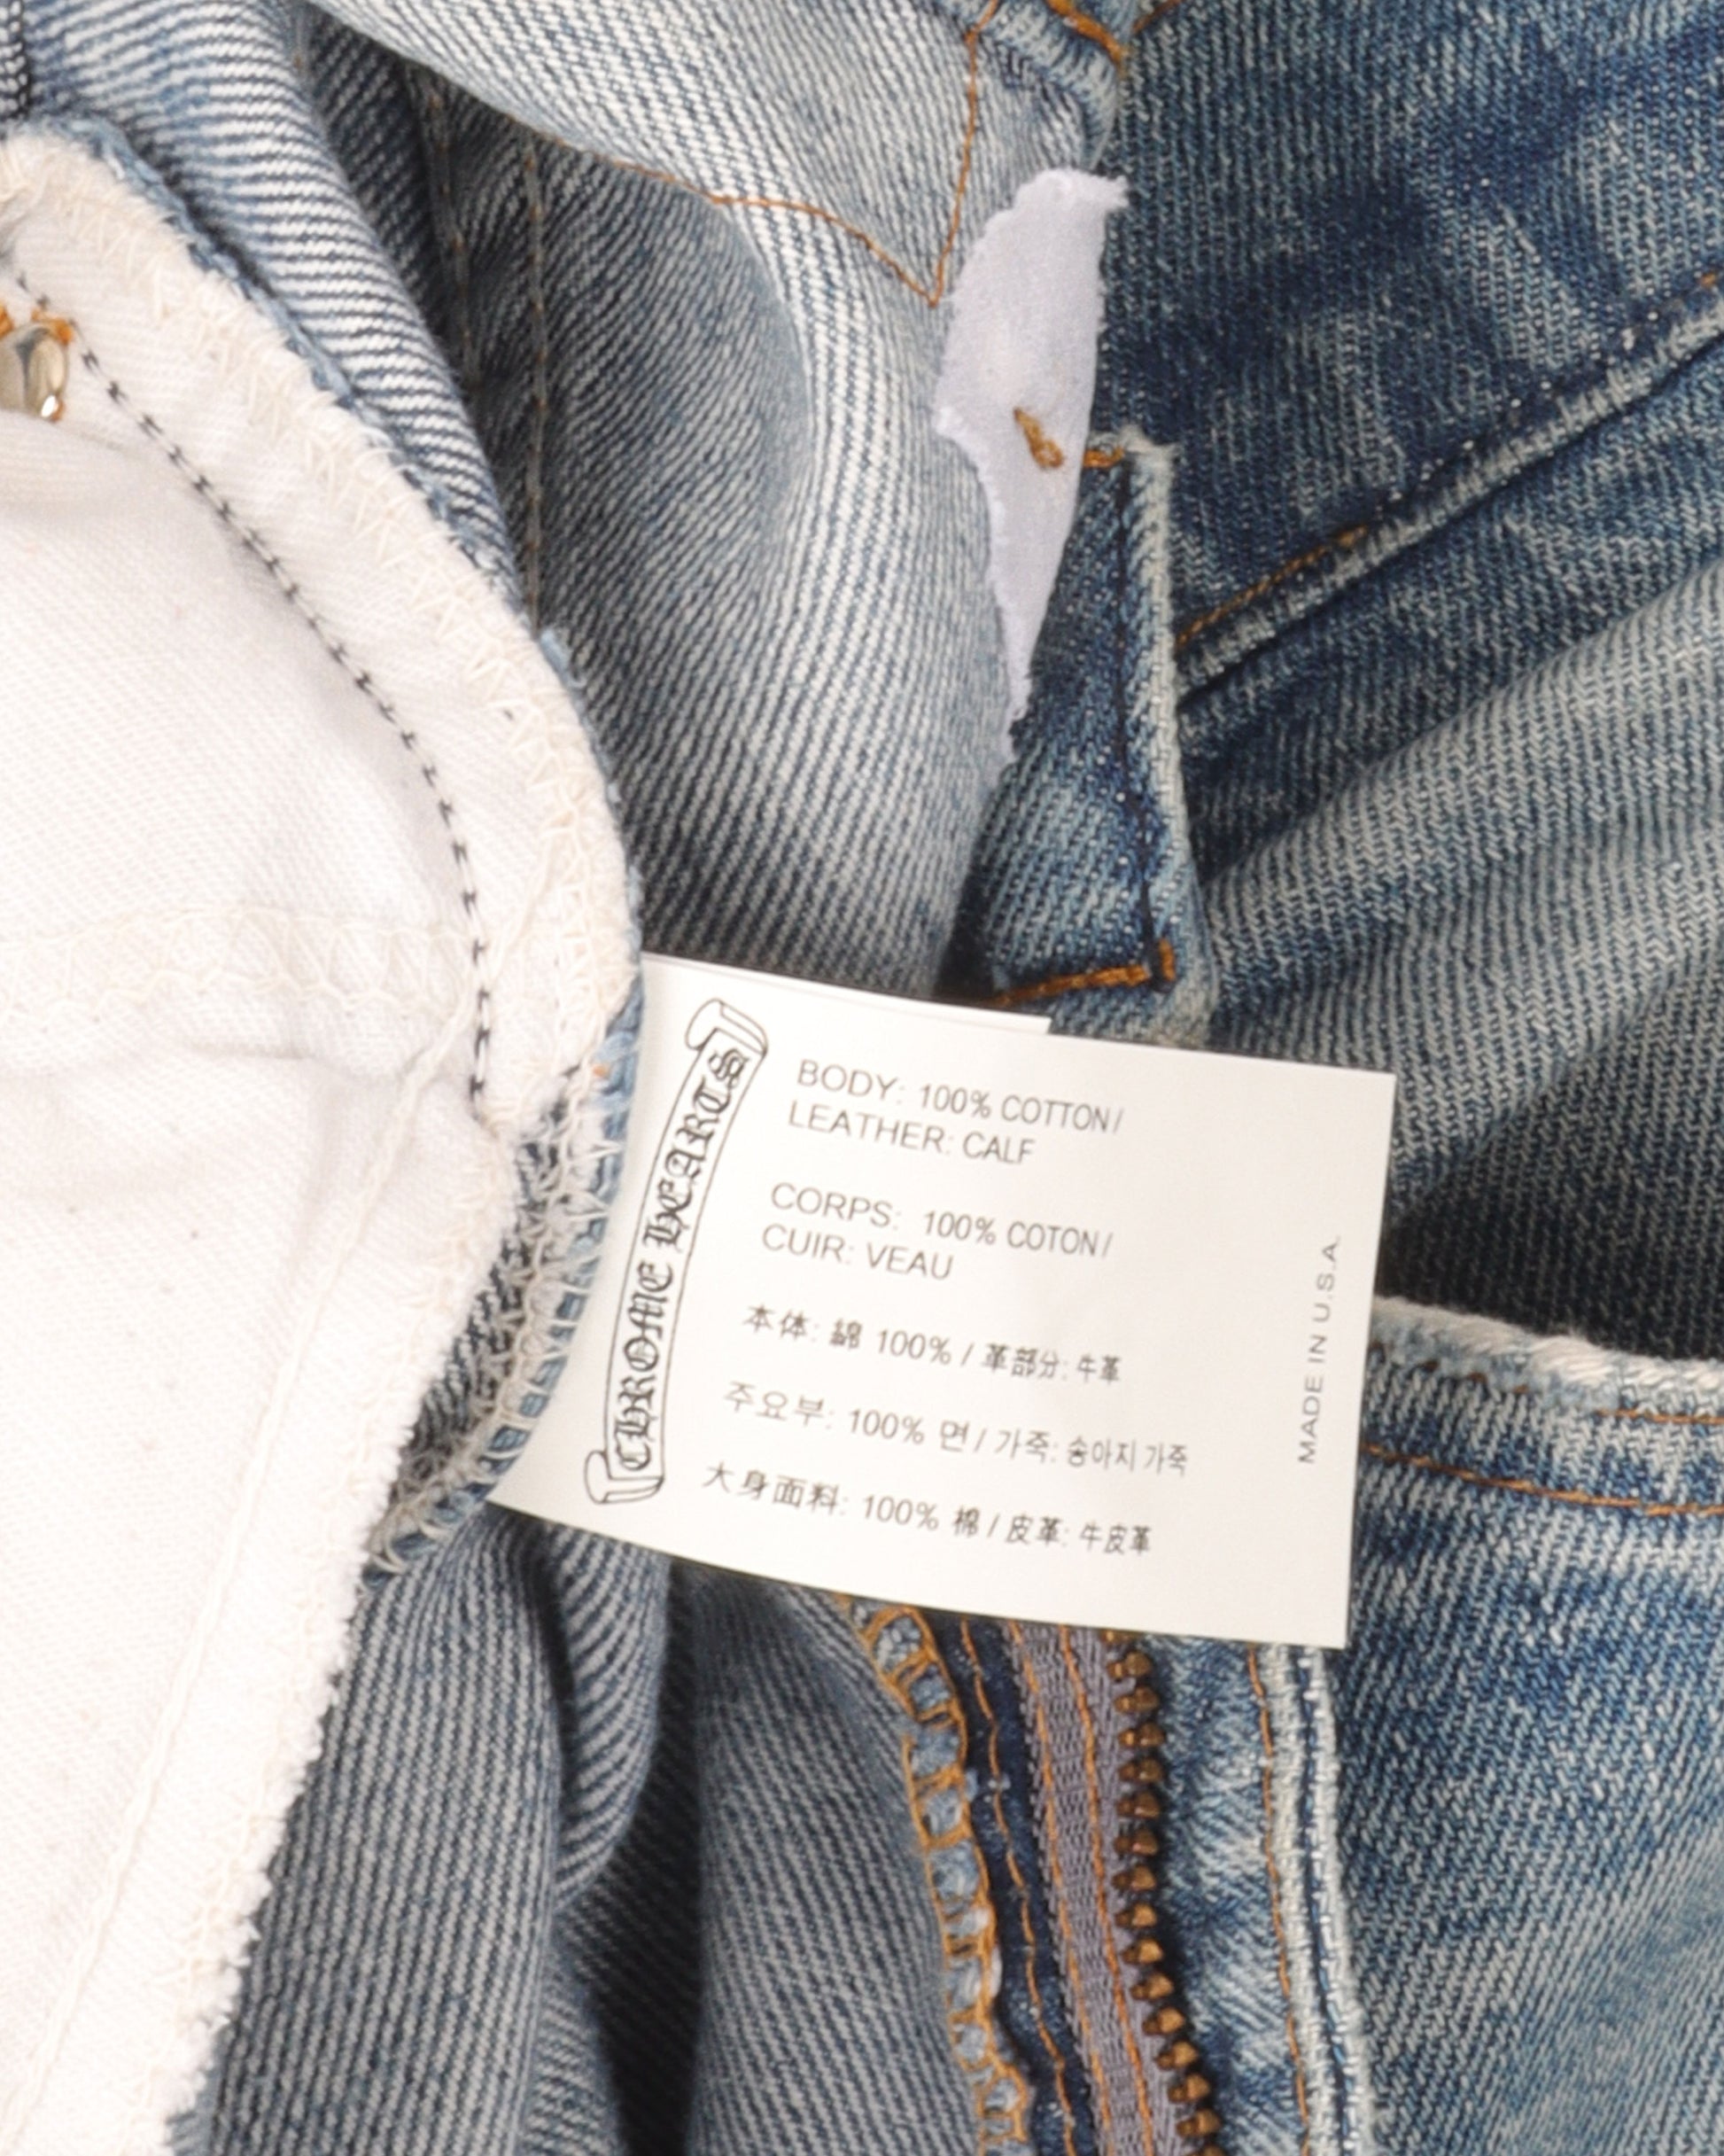 CHROME HEARTS
BODY: 100% COTTON/
LEATHER: CALF
CORPS: 100% COTON/
CUIR: VEAU
本体: 綿 100% / 革部分: 牛革
주요부: 100% 면 / 가죽: 송아지 가죽
大身面料: 100% 棉 / 皮革: 牛皮革
MADE IN U.S.A.